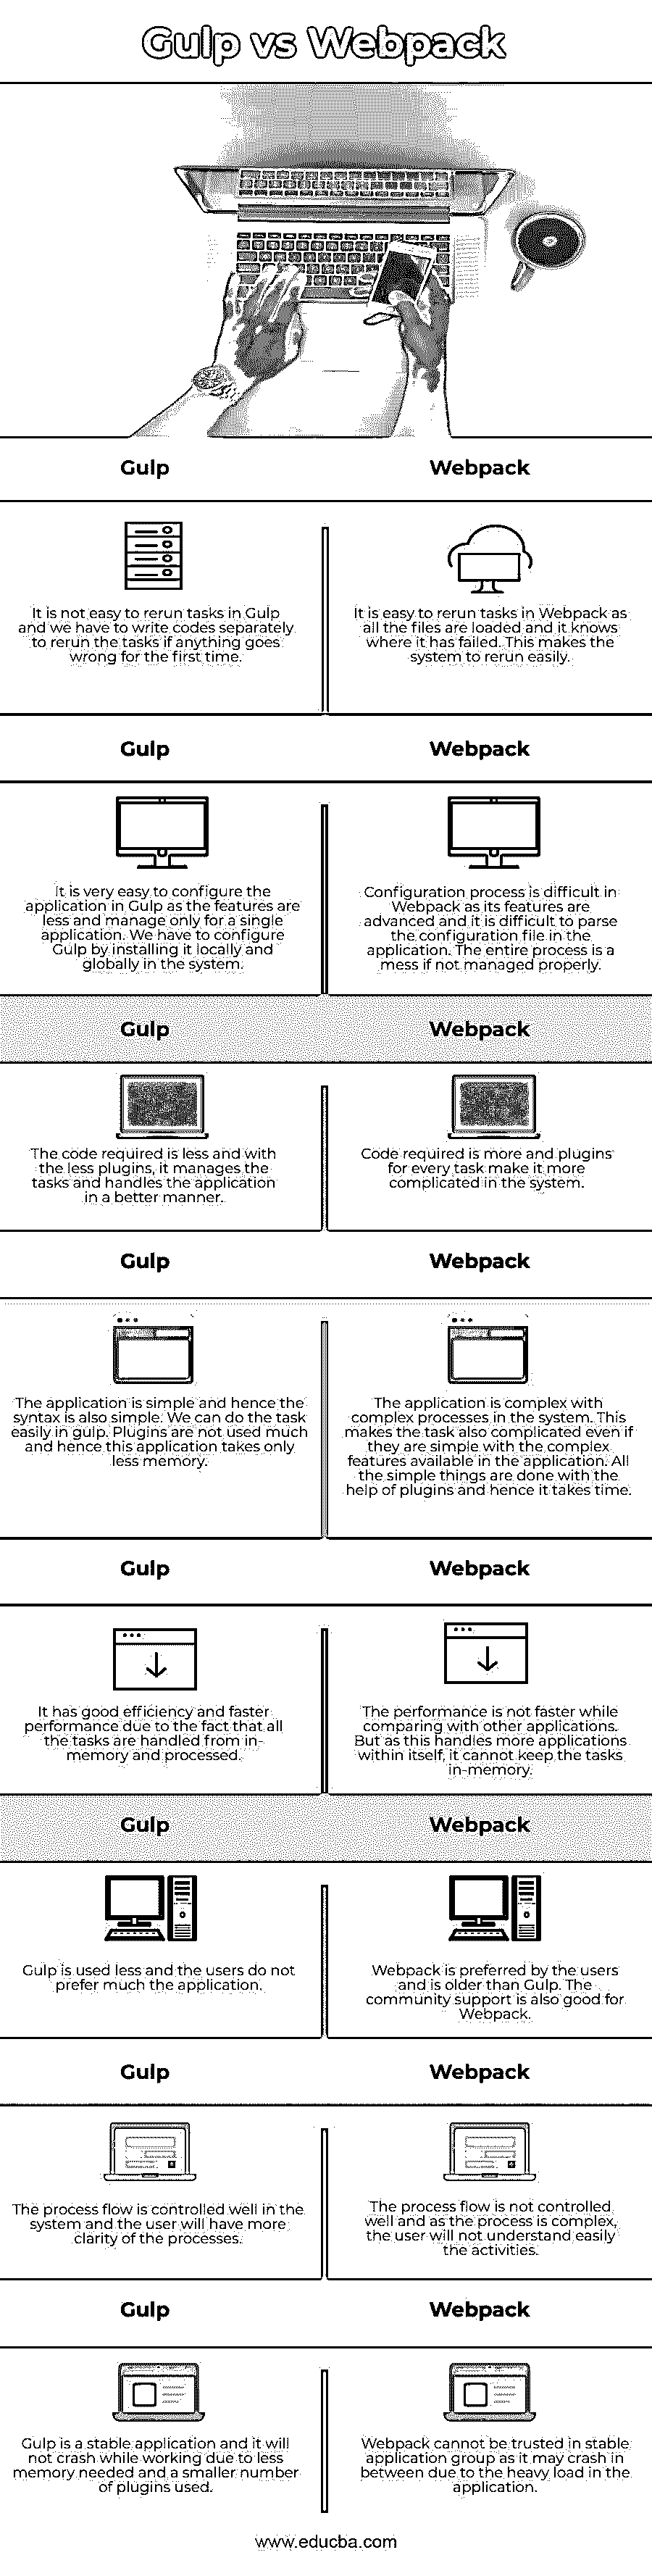 Gulp vs Webpack
Gulp Webpack
It is not easy to rerun tasks in Gulp
and we have to write codes separately
to rerun the tasks if anything goes
wrong for the first time.
It is easy to rerun tasks in Webpack as
all the files are loaded and it knows
where it has failed. This makes the
system to rerun easily.
Gulp Webpack
It is very easy to configure the
application in Gulp as the features are
less and manage only for a single
application. We have to configure
Gulp by installing it locally and
globally in the system.
Configuration process is difficult in
Webpack as its features are
advanced and it is difficult to parse
the configuration file in the
application. The entire process is a
mess if not managed properly.
Gulp Webpack
The code required is less and with
the less plugins, it manages the
tasks and handles the application
in a better manner.
Code required is more and plugins
for every task make it more
complicated in the system.
Gulp Webpack
The application is simple and hence the
syntax is also simple. We can do the task
easily in gulp. Plugins are not used much
and hence this application takes only
less memory.
The application is complex with
complex processes in the system. This
makes the task also complicated even if
they are simple with the complex
features available in the application. All
the simple things are done with the
help of plugins and hence it takes time.
Gulp Webpack
It has good efficiency and faster
performance due to the fact that all
the tasks are handled from in-
memory and processed.
The performance is not faster while
comparing with other applications.
But as this handles more applications
within itself, it cannot keep the tasks
in-memory.
Gulp Webpack
Gulp is used less and the users do not
prefer much the application.
Webpack is preferred by the users
and is older than Gulp. The
community support is also good for
Webpack.
Gulp Webpack
The process flow is controlled well in the
system and the user will have more
clarity of the processes.
The process flow is not controlled
well and as the process is complex,
the user will not understand easily
the activities.
Gulp Webpack
Gulp is a stable application and it will
not crash while working due to less
memory needed and a smaller number
of plugins used.
Webpack cannot be trusted in stable
application group as it may crash in
between due to the heavy load in the
application.
www.educba.com